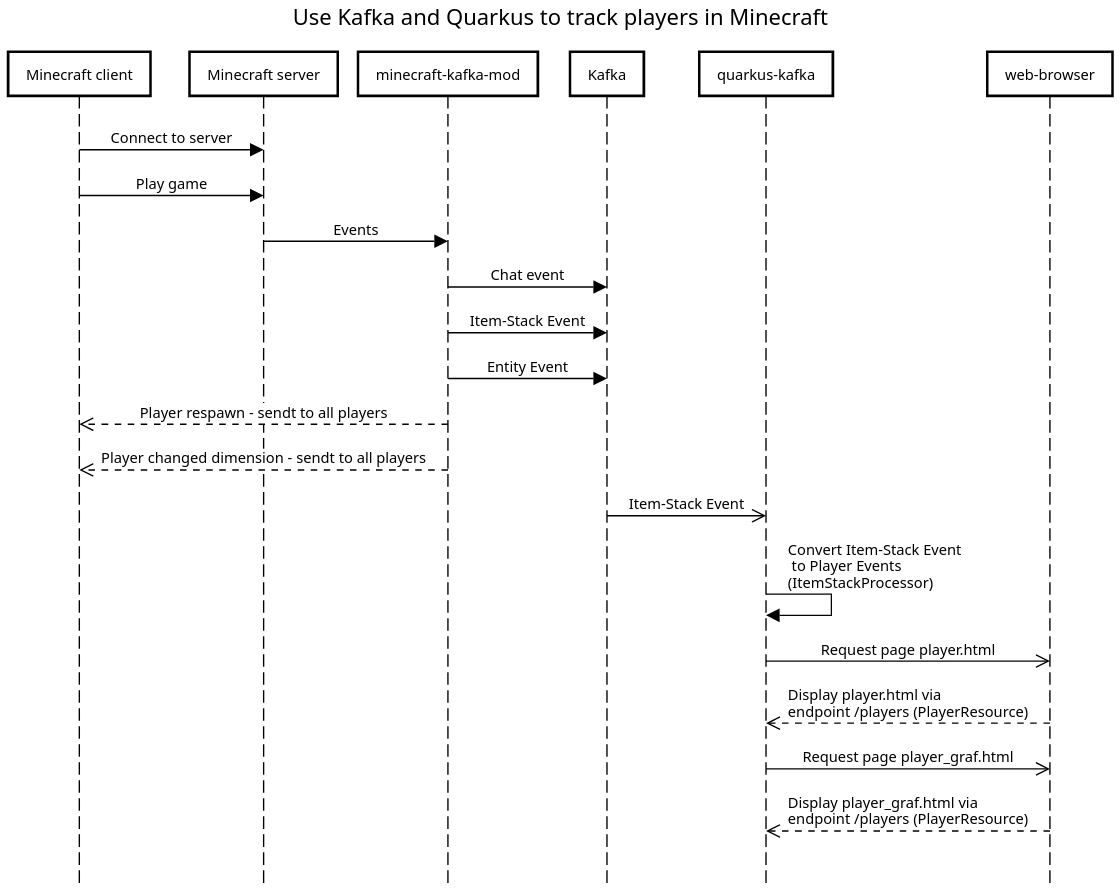 Use Kafka and Quarkus to track players in Minecraft
Minecraft client
Minecraft server
minecraft-kafka-mod
Kafka
quarkus-kafka
web-browser
Connect to server
Play game
Events
Chat event
Item-Stack Event
Entity Event
Player respawn - sendt to all players
Player changed dimension - sendt to all players
Item-Stack Event
Convert Item-Stack Event
to Player Events
(ItemStackProcessor)
Request page player.html
Display player.html via
endpoint /players (PlayerResource)
Request page player_graf.html
Display player_graf.html via
endpoint /players (PlayerResource)